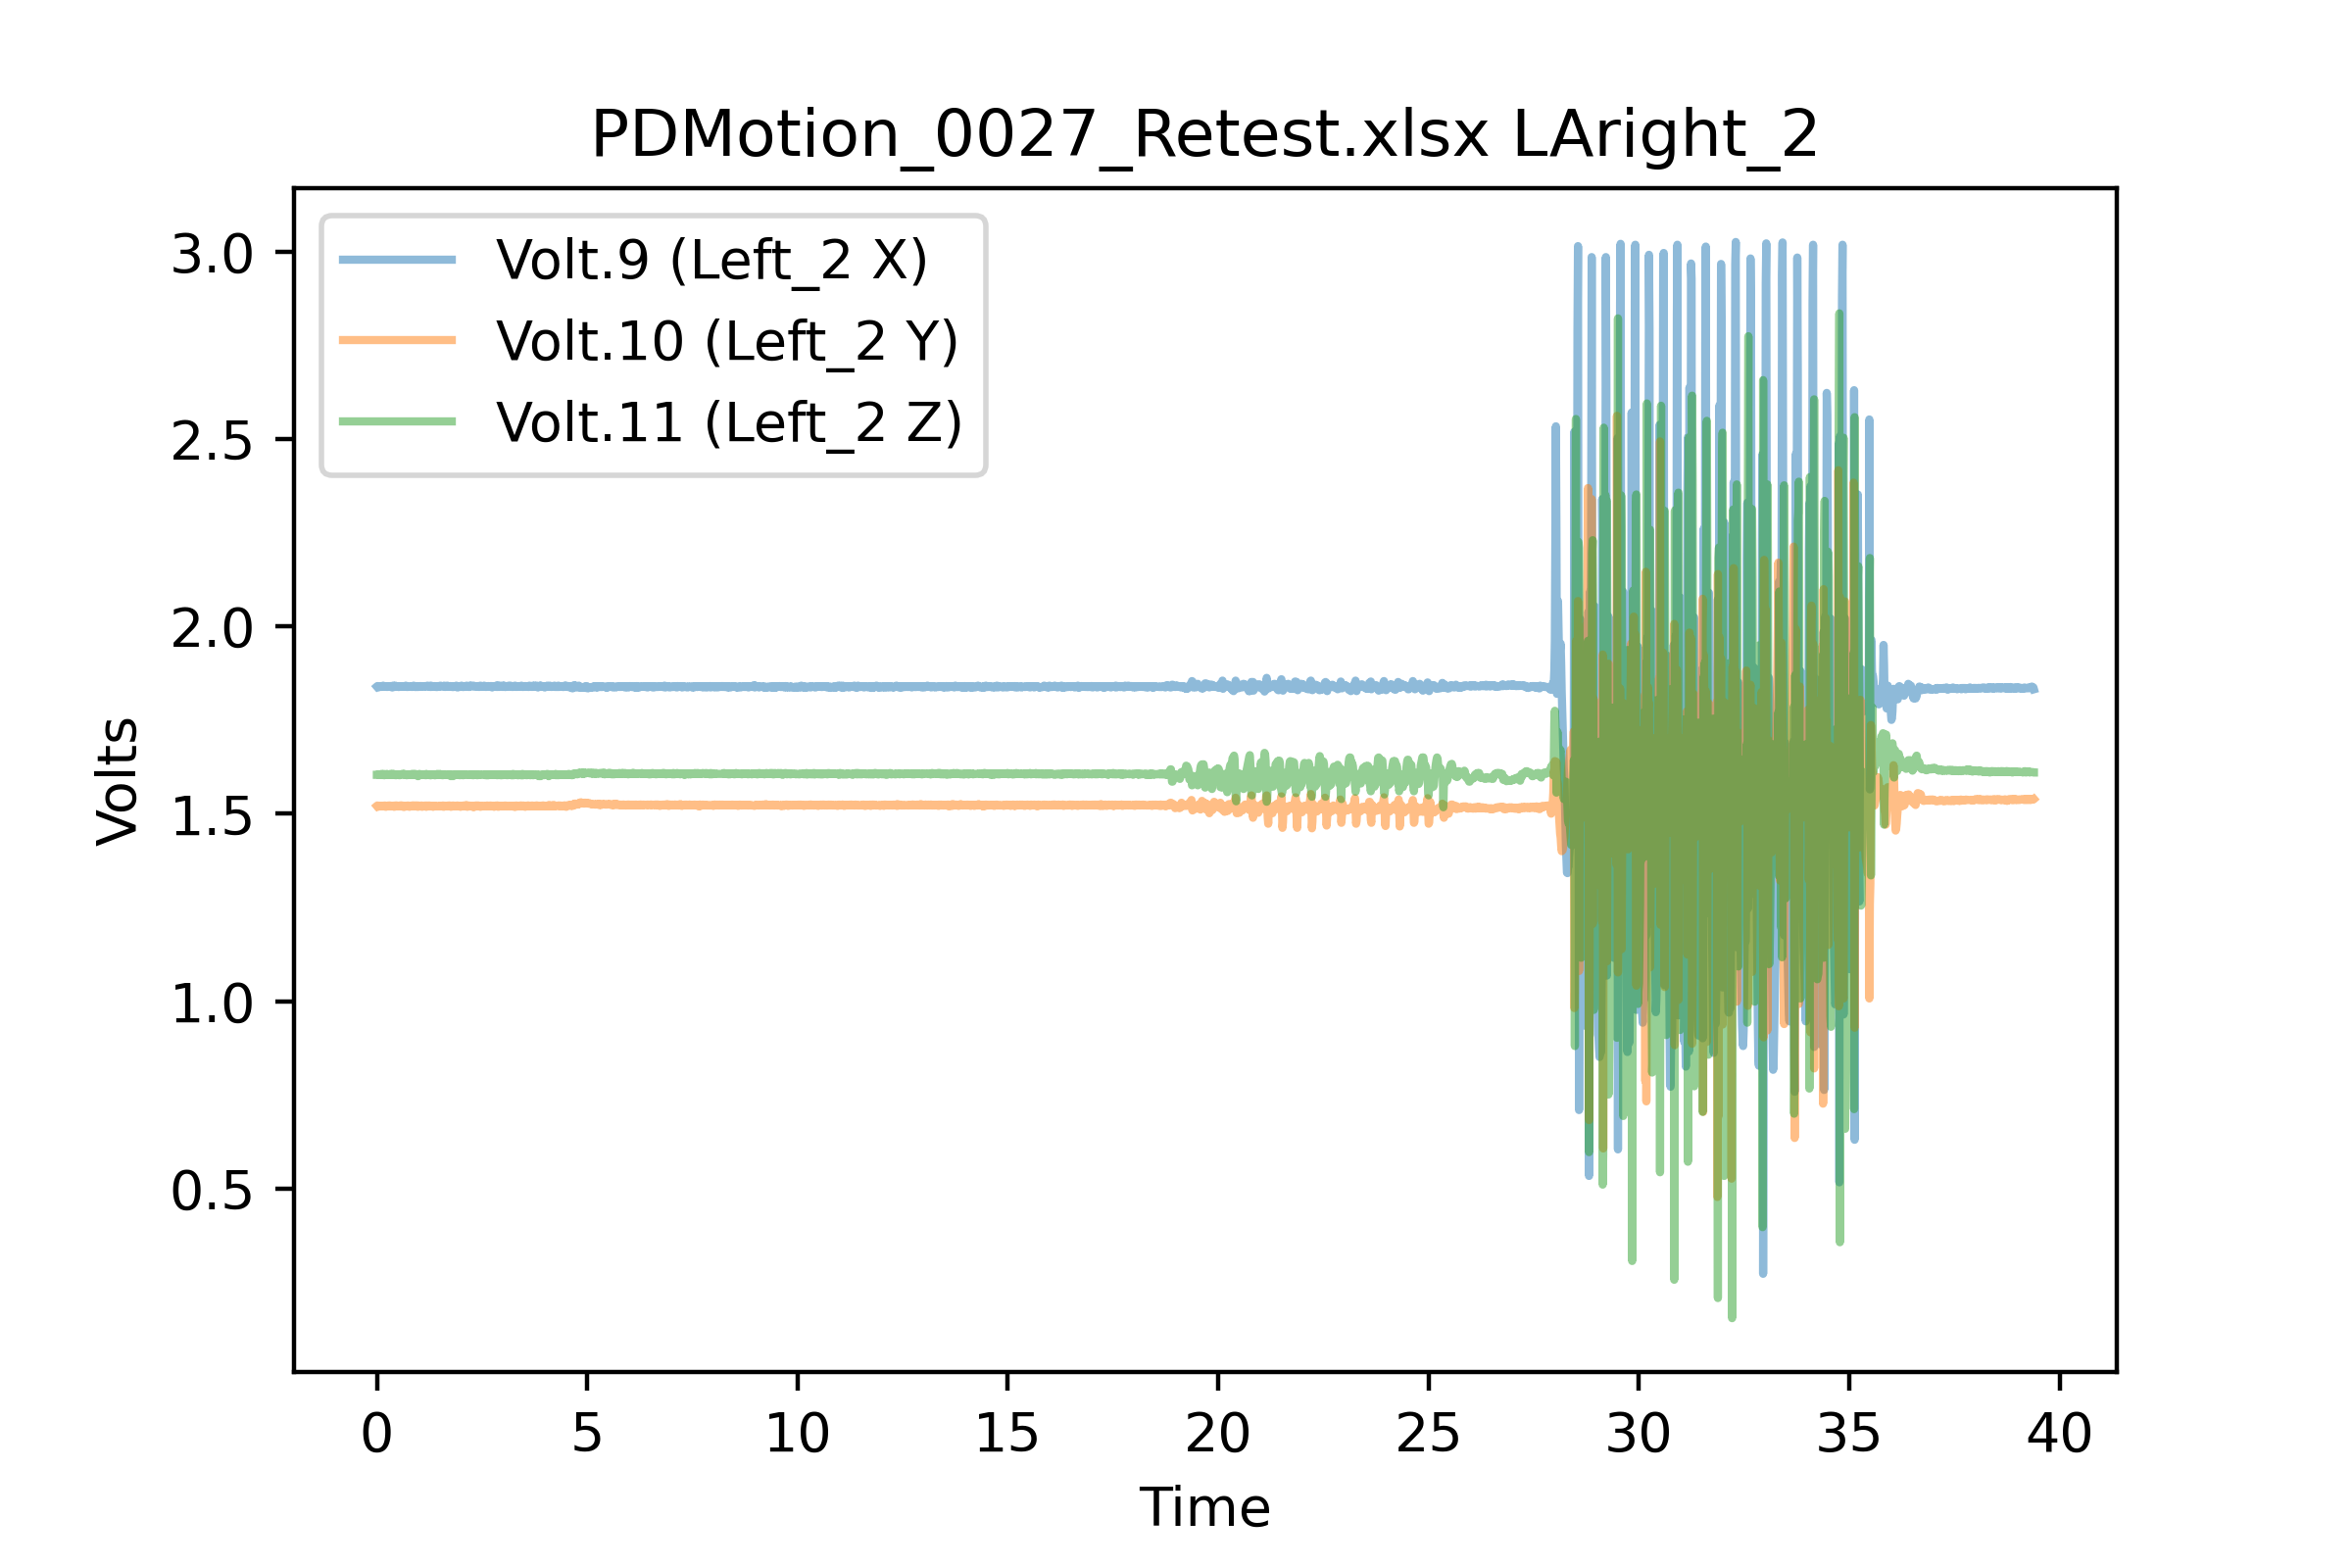 PDMotion_0027_Retest.xlsx LAright_2
Volt.9 (Left_2 X)
Volt.10 (Left_2 Y)
Volt.11 (Left_2 Z)
3.0
2.5
2.0
1.5
1.0
0.5
Volts
0 5 10 15 20 25 30 35 40
Time